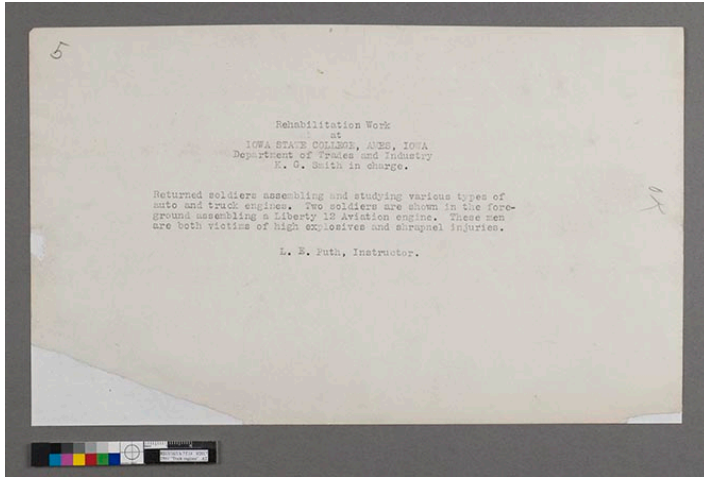 5
Rehabilitation Work
at
IOWA STATE COLLEGE, AMES, IOWA
Department of Trades and Industry
K. G. Smith in charge.
Returned soldiers assembling and studying various types of
auto and truck engines. Two soldiers are shown in the fore-
ground assembling a Liberty 12 Aviation engine. These men
are both victims of high explosives and shrapnel injuries.
L. E. Futh, Instructor.
OK